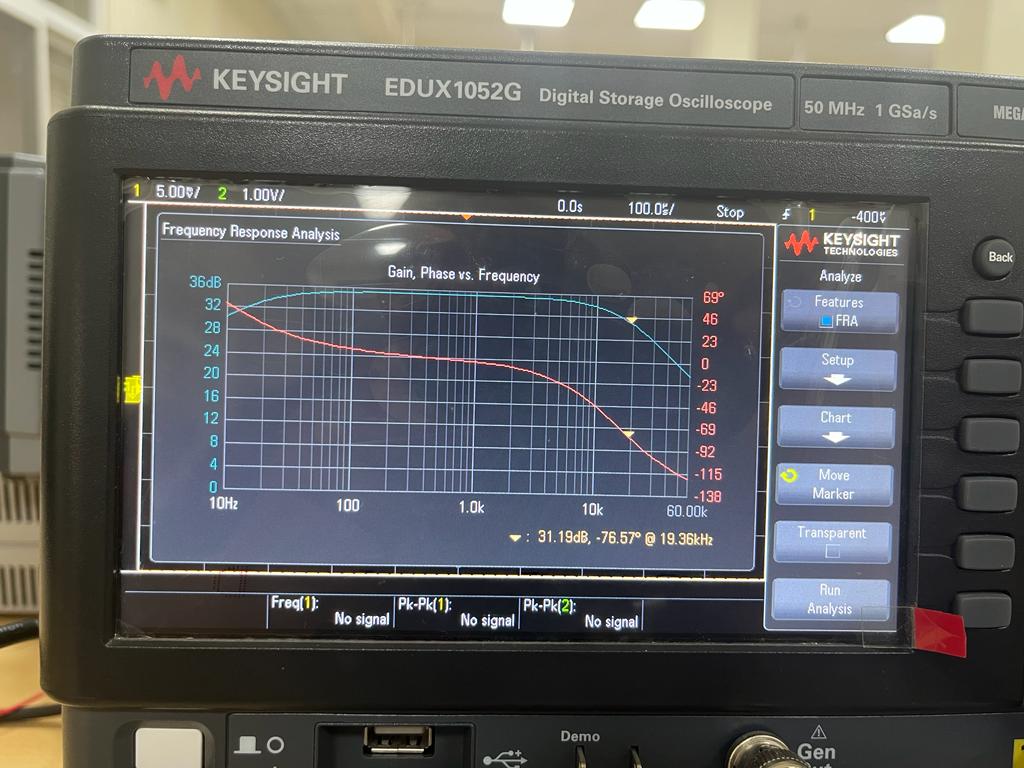 KEYSIGHT EDUX1052G Digital Storage Oscilloscope 50 MHz 1 GSa/s MEGA
1 5.00V/ 2 1.00V/ 0.0s 100.0s/ Stop 1 -400V
Frequency Response Analysis
KEYSIGHT
TECHNOLOGIES
Back
Gain, Phase vs. Frequency
Analyze
36dB
32
28
24
20
16
12
8
4
0
69°
46
23
0
-23
-46
-69
-92
-115
-138
10Hz 100 1.0k 10k 60.00k
: 31.19dB, -76.57° @ 19.36kHz
Features
FRA
Setup
Chart
Move
Marker
Transparent
Run
Analysis
Freq(1): Pk-Pk(1): Pk-Pk(2):
No signal No signal No signal
Demo
Gen